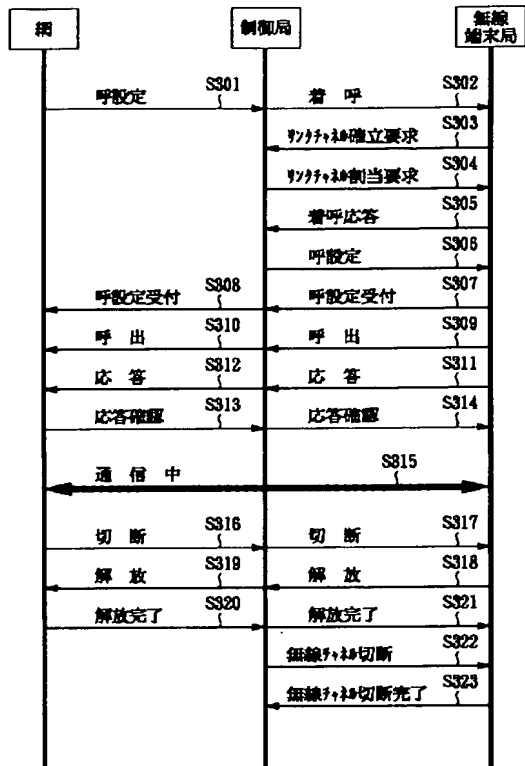 網
制御局
無線
端末局
呼設定 S301
着 呼 S302
リンクチャネル確立要求 S303
リンクチャネル割当要求 S304
着呼応答 S305
呼設定 S306
呼設定受付 S308
呼設定受付 S307
呼 出 S310
呼 出 S309
応 答 S312
応 答 S311
応答確認 S313
応答確認 S314
通 信 中 S315
切 断 S316
切 断 S317
解 放 S319
解 放 S318
解放完了 S320
解放完了 S321
無線チャネル切断 S322
無線チャネル切断完了 S323